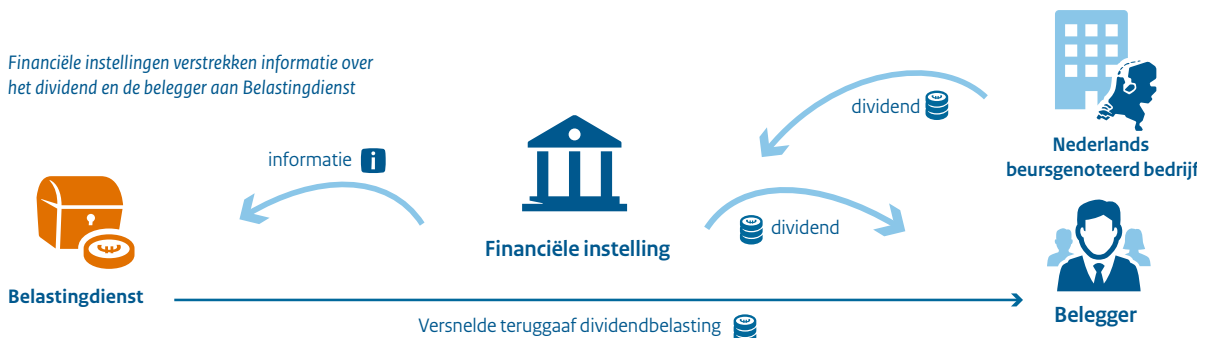 Financiële instellingen verstrekken informatie over
het dividend en de belegger aan Belastingdienst
dividend
Nederlands
beursgenoteerd bedrijf
informatie
dividend
Financiële instelling
Belastingdienst
Versnelde teruggaaf dividendbelasting
Belegger